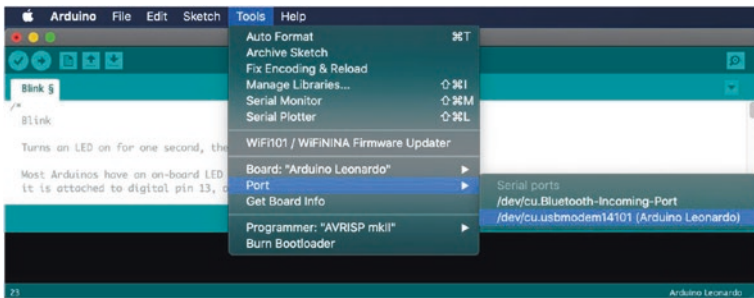 Arduino File Edit Sketch Tools Help
Auto Format ⌘T
Archive Sketch
Fix Encoding & Reload
Manage Libraries... ⇧⌘I
Serial Monitor ⇧⌘M
Serial Plotter ⇧⌘L
WiFi101 / WiFiNINA Firmware Updater
Board: "Arduino Leonardo"
Port
Get Board Info
Programmer: "AVRISP mkII"
Burn Bootloader
Serial ports
/dev/cu.Bluetooth-Incoming-Port
/dev/cu.usbmodem14101 (Arduino Leonardo)
Blink §
/*
Blink
Turns an LED on for one second, the
Most Arduinos have an on-board LED
it is attached to digital pin 13, o
23
Arduino Leonardo